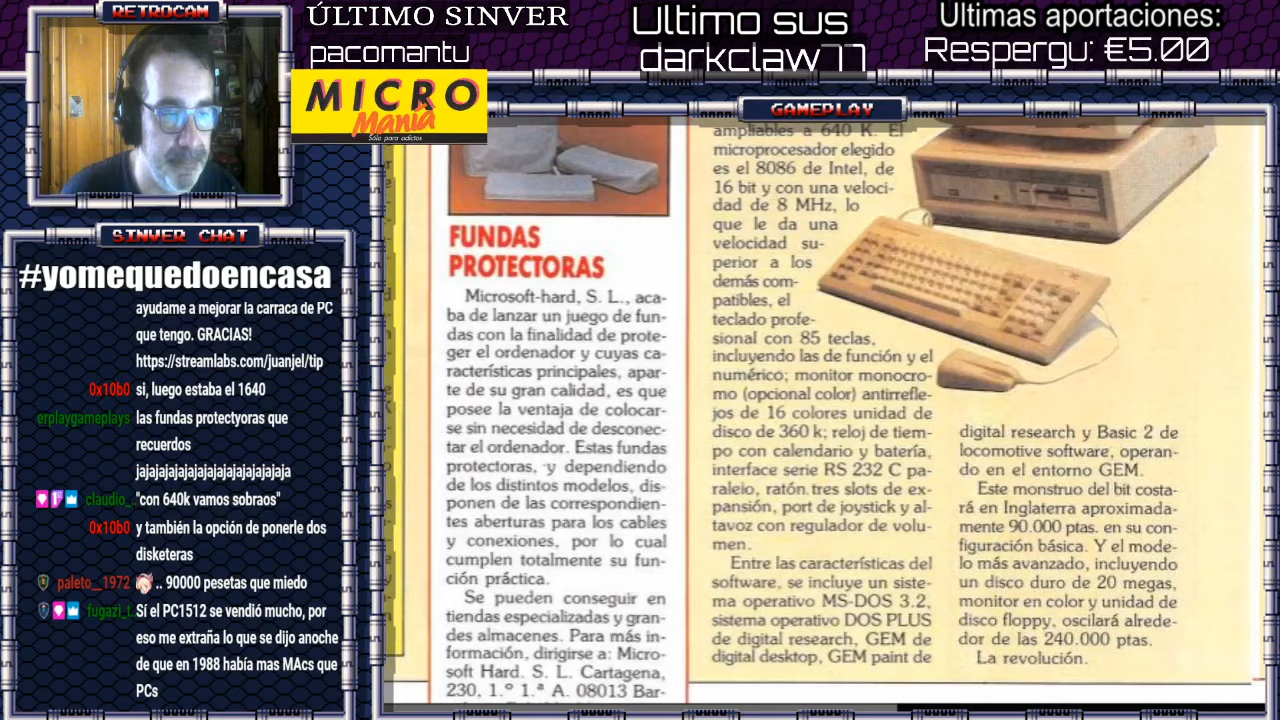 RETROCAM
ÚLTIMO SINVER
pacomantu
MICRO
Manía
Sólo para adictos
Ultimo sus
darkclaw77
Ultimas aportaciones:
Respergu: €5.00
SINVER CHAT
#yomequedoencasa
ayudame a mejorar la carraca de PC
que tengo. GRACIAS!
https://streamlabs.com/juanjel/tip
0x10b0 si, luego estaba el 1640
erplaygameplays las fundas protectyoras que
recuerdos
jajajajajajajajajajajajajaja
claudio_. "con 640k vamos sobraos"
0x10b0 y también la opción de ponerle dos
disketeras
paleto_1972 .. 90000 pesetas que miedo
fugazi_t. Sí el PC1512 se vendió mucho, por
eso me extraña lo que se dijo anoche
de que en 1988 había mas MAcs que
PCs
GAMEPLAY
FUNDAS
PROTECTORAS
Microsoft-hard, S. L., aca-
ba de lanzar un juego de fun-
das con la finalidad de prote-
ger el ordenador y cuyas ca-
racterísticas principales, apar-
te de su gran calidad, es que
posee la ventaja de colocar-
se sin necesidad de desconec-
tar el ordenador. Estas fundas
protectoras, y dependiendo
de los distintos modelos, dis-
ponen de las correspondien-
tes aberturas para los cables
y conexiones, por lo cual
cumplen totalmente su fun-
ción práctica.
Se pueden conseguir en
tiendas especializadas y gran-
des almacenes. Para más in-
formación, dirigirse a: Micro-
soft Hard. S. L. Cartagena,
230, 1.º 1.ª A. 08013 Bar-
ampliables a 640 K. El
microprocesador elegido
es el 8086 de Intel, de
16 bit y con una veloci-
dad de 8 MHz, lo
que le da una
velocidad su-
perior a los
demás com-
patibles, el
teclado profe-
sional con 85 teclas,
incluyendo las de función y el
numérico; monitor monocro-
mo (opcional color) antirrefle-
jos de 16 colores unidad de
disco de 360 k; reloj de tiem-
po con calendario y batería,
interface serie RS 232 C pa-
ralelo, ratón, tres slots de ex-
pansión, port de joystick y al-
tavoz con regulador de volu-
men.
Entre las características del
software, se incluye un siste-
ma operativo MS-DOS 3.2,
sistema operativo DOS PLUS
de digital research, GEM de
digital desktop, GEM paint de
digital research y Basic 2 de
locomotive software, operan-
do en el entorno GEM.
Este monstruo del bit costa-
rá en Inglaterra aproximada-
mente 90.000 ptas. en su con-
figuración básica. Y el mode-
lo más avanzado, incluyendo
un disco duro de 20 megas,
monitor en color y unidad de
disco floppy, oscilará alrede-
dor de las 240.000 ptas.
La revolución.